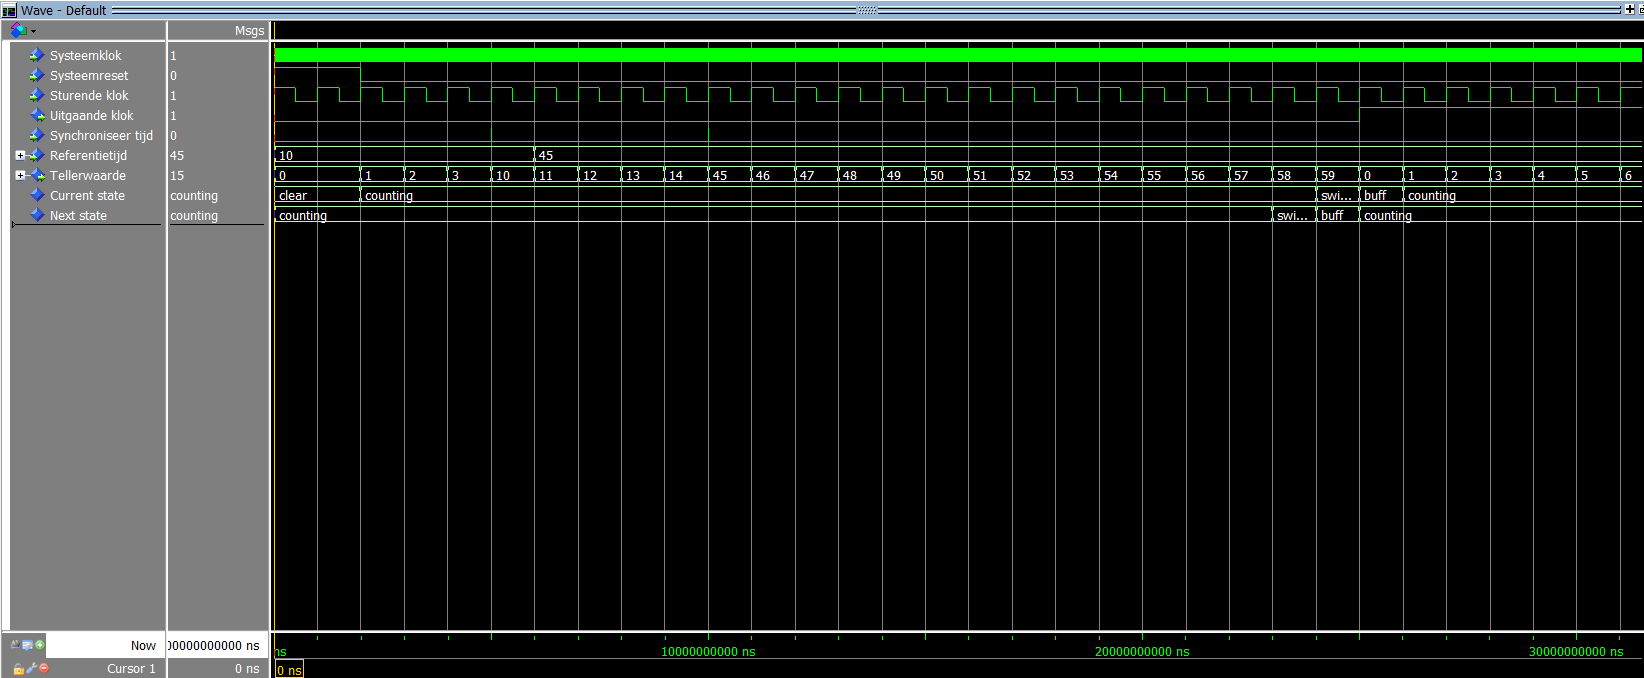 Wave - Default
Msgs
Systeemklok 1
Systeemreset 0
Sturende klok 1
Uitgaande klok 1
Synchroniseer tijd 0
Referentietijd 45 10 45
Tellerwaarde 15 0 1 2 3 10 11 12 13 14 45 46 47 48 49 50 51 52 53 54 55 56 57 58 59 0 1 2 3 4 5 6
Current state counting clear counting swi... buff counting
Next state counting counting swi... buff counting
Now 00000000000 ns ns 10000000000 ns 20000000000 ns 30000000000 ns
Cursor 1 0 ns 0 ns